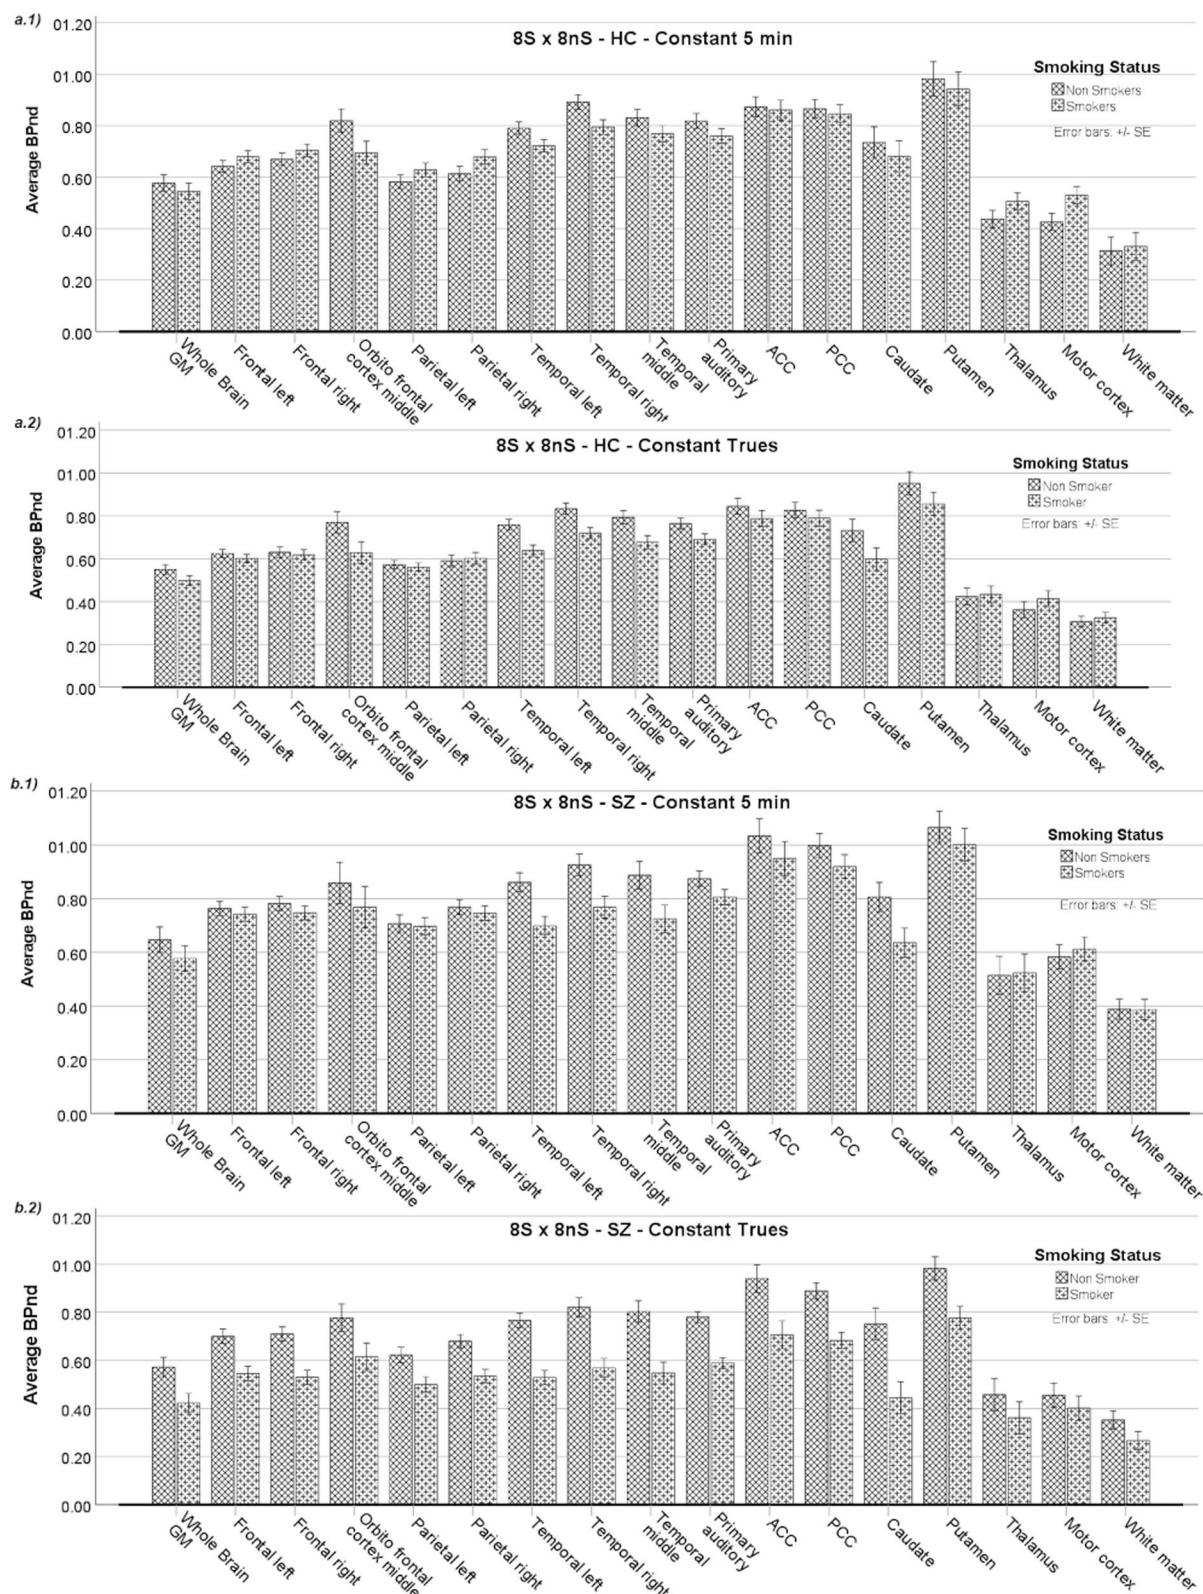 a.1)
8S x 8nS - HC - Constant 5 min
01.20
01.00
0.80
0.60
0.40
0.20
0.00
Average BPnd
Smoking Status
Non Smokers
Smokers
Error bars: +/- SE
Whole Brain
GM
Frontal left
Frontal right
Orbito frontal
cortex middle
Parietal left
Parietal right
Temporal left
Temporal right
Temporal
middle
Primary
auditory
ACC
PCC
Caudate
Putamen
Thalamus
Motor cortex
White matter
a.2)
8S x 8nS - HC - Constant Trues
01.20
01.00
0.80
0.60
0.40
0.20
0.00
Average BPnd
Smoking Status
Non Smoker
Smoker
Error bars: +/- SE
Whole Brain
GM
Frontal left
Frontal right
Orbito frontal
cortex middle
Parietal left
Parietal right
Temporal left
Temporal right
Temporal
middle
Primary
auditory
ACC
PCC
Caudate
Putamen
Thalamus
Motor cortex
White matter
b.1)
8S x 8nS - SZ - Constant 5 min
01.20
01.00
0.80
0.60
0.40
0.20
0.00
Average BPnd
Smoking Status
Non Smokers
Smokers
Error bars: +/- SE
Whole Brain
GM
Frontal left
Frontal right
Orbito frontal
cortex middle
Parietal left
Parietal right
Temporal left
Temporal right
Temporal
middle
Primary
auditory
ACC
PCC
Caudate
Putamen
Thalamus
Motor cortex
White matter
b.2)
8S x 8nS - SZ - Constant Trues
01.20
01.00
0.80
0.60
0.40
0.20
0.00
Average BPnd
Smoking Status
Non Smoker
Smoker
Error bars: +/- SE
Whole Brain
GM
Frontal left
Frontal right
Orbito frontal
cortex middle
Parietal left
Parietal right
Temporal left
Temporal right
Temporal
middle
Primary
auditory
ACC
PCC
Caudate
Putamen
Thalamus
Motor cortex
White matter